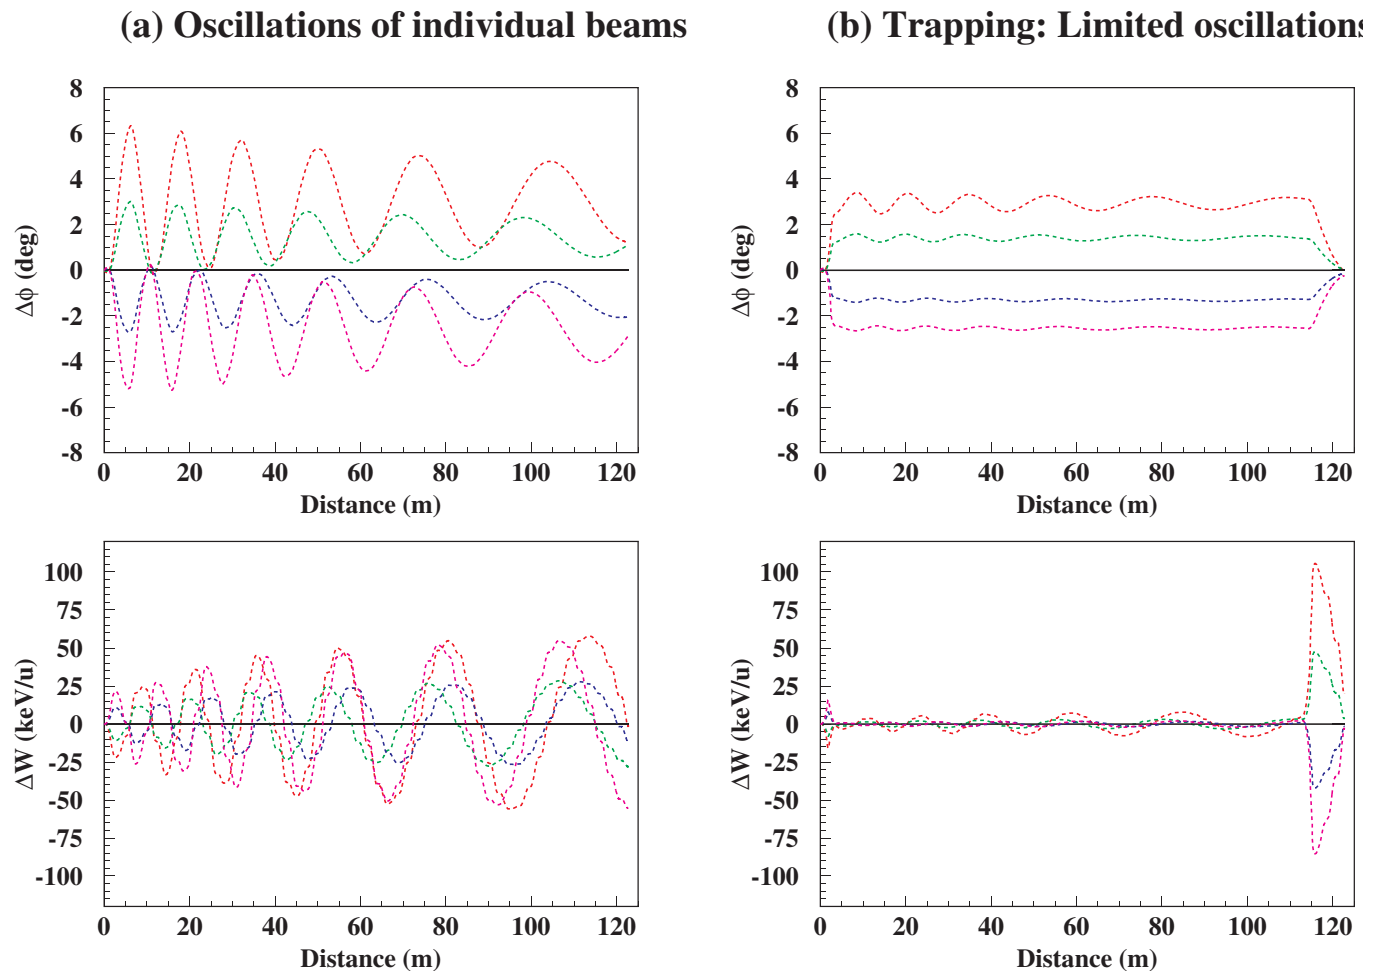 (a) Oscillations of individual beams
(b) Trapping: Limited oscillations
8
6
4
2
0
-2
-4
-6
-8
Δϕ (deg)
0 20 40 60 80 100 120
Distance (m)
8
6
4
2
0
-2
-4
-6
-8
Δϕ (deg)
0 20 40 60 80 100 120
Distance (m)
100
75
50
25
0
-25
-50
-75
-100
ΔW (keV/u)
0 20 40 60 80 100 120
Distance (m)
100
75
50
25
0
-25
-50
-75
-100
ΔW (keV/u)
0 20 40 60 80 100 120
Distance (m)